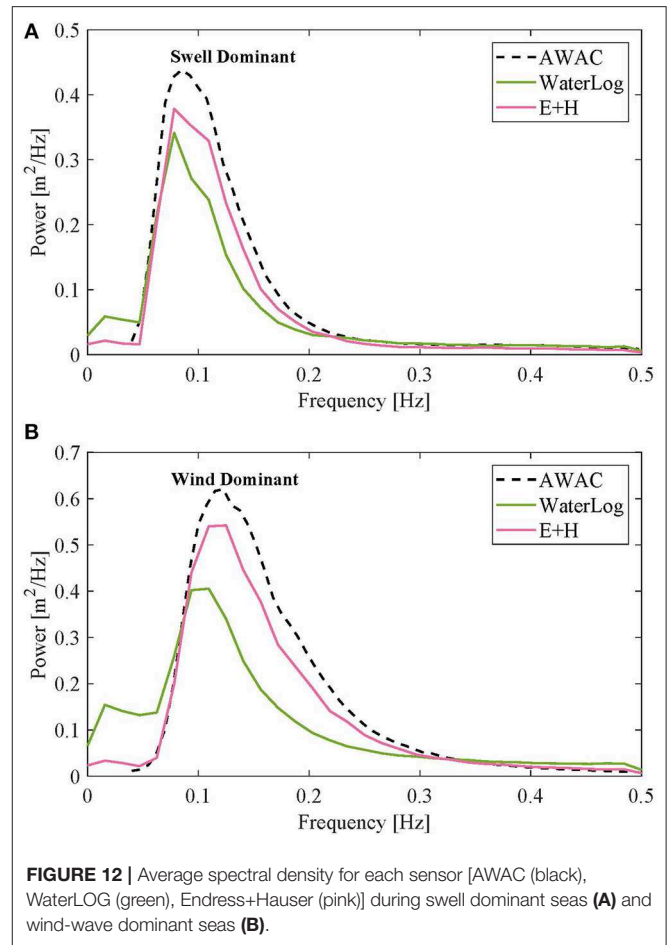 A
Swell Dominant
AWAC
WaterLog
E+H
Power [m²/Hz]
0.5
0.4
0.3
0.2
0.1
0
0 0.1 0.2 0.3 0.4 0.5
Frequency [Hz]
B
Wind Dominant
AWAC
WaterLog
E+H
Power [m²/Hz]
0.7
0.6
0.5
0.4
0.3
0.2
0.1
0
0 0.1 0.2 0.3 0.4 0.5
Frequency [Hz]
FIGURE 12 | Average spectral density for each sensor [AWAC (black),
WaterLOG (green), Endress+Hauser (pink)] during swell dominant seas (A) and
wind-wave dominant seas (B).